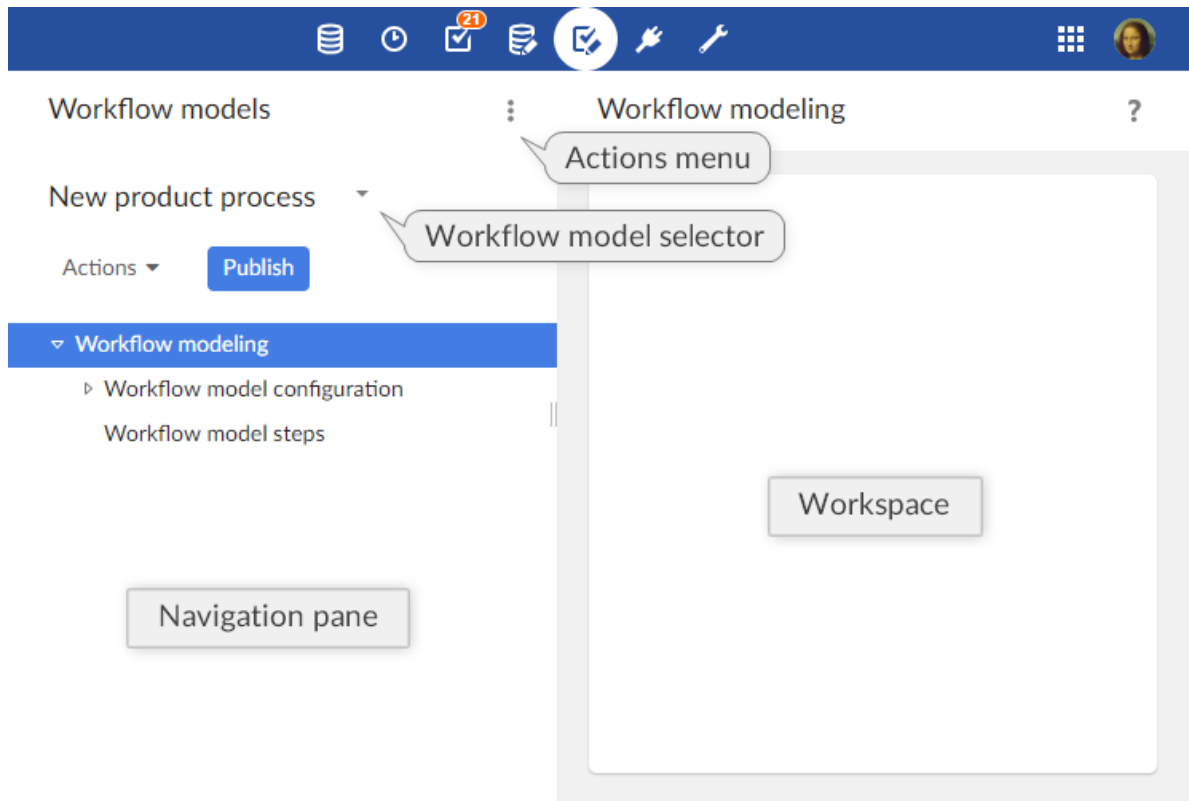 21
Workflow models
Workflow modeling
?
Actions menu
New product process
Workflow model selector
Actions
Publish
Workflow modeling
Workflow model configuration
Workflow model steps
Workspace
Navigation pane